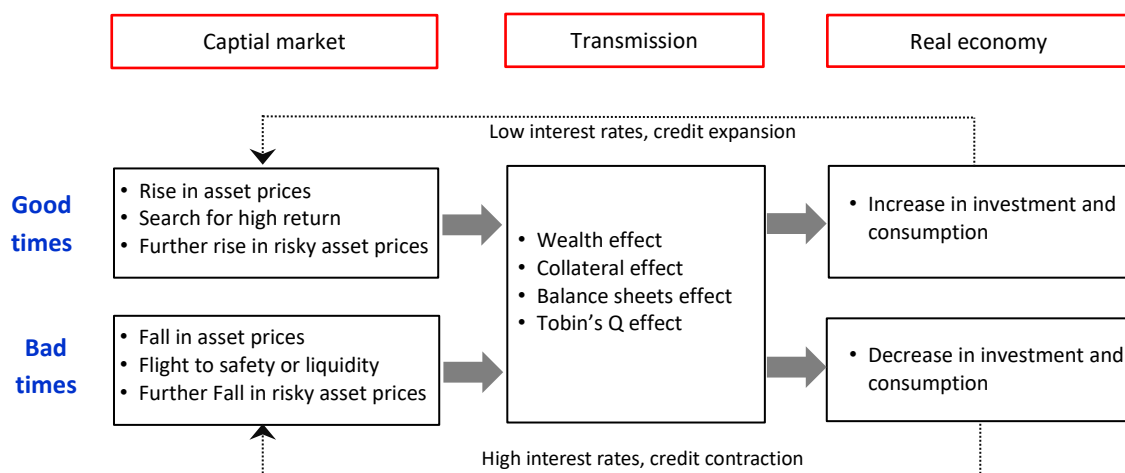 Captial market
Transmission
Real economy
Low interest rates, credit expansion
Good
times
• Rise in asset prices
• Search for high return
• Further rise in risky asset prices
• Wealth effect
• Collateral effect
• Balance sheets effect
• Tobin's Q effect
• Increase in investment and
consumption
Bad
times
• Fall in asset prices
• Flight to safety or liquidity
• Further Fall in risky asset prices
• Decrease in investment and
consumption
High interest rates, credit contraction